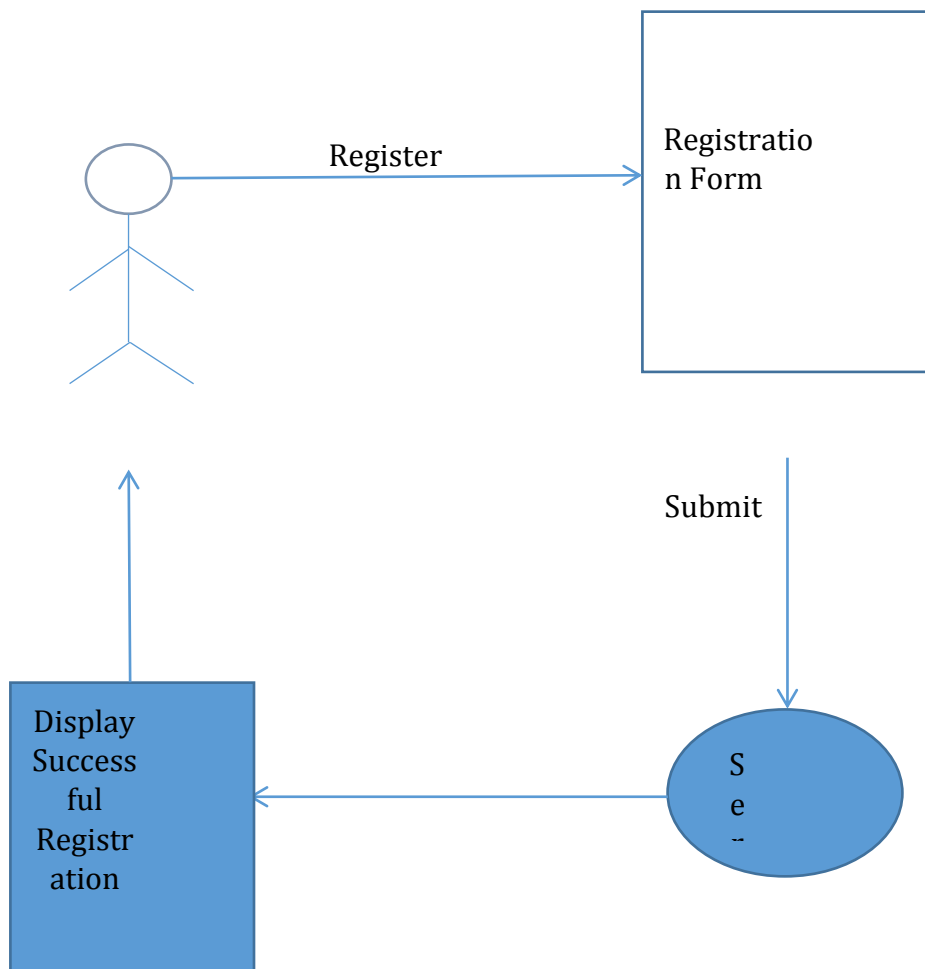 Register
Registratio
n Form
Submit
Display
Success
ful
Registr
ation
S
e
r